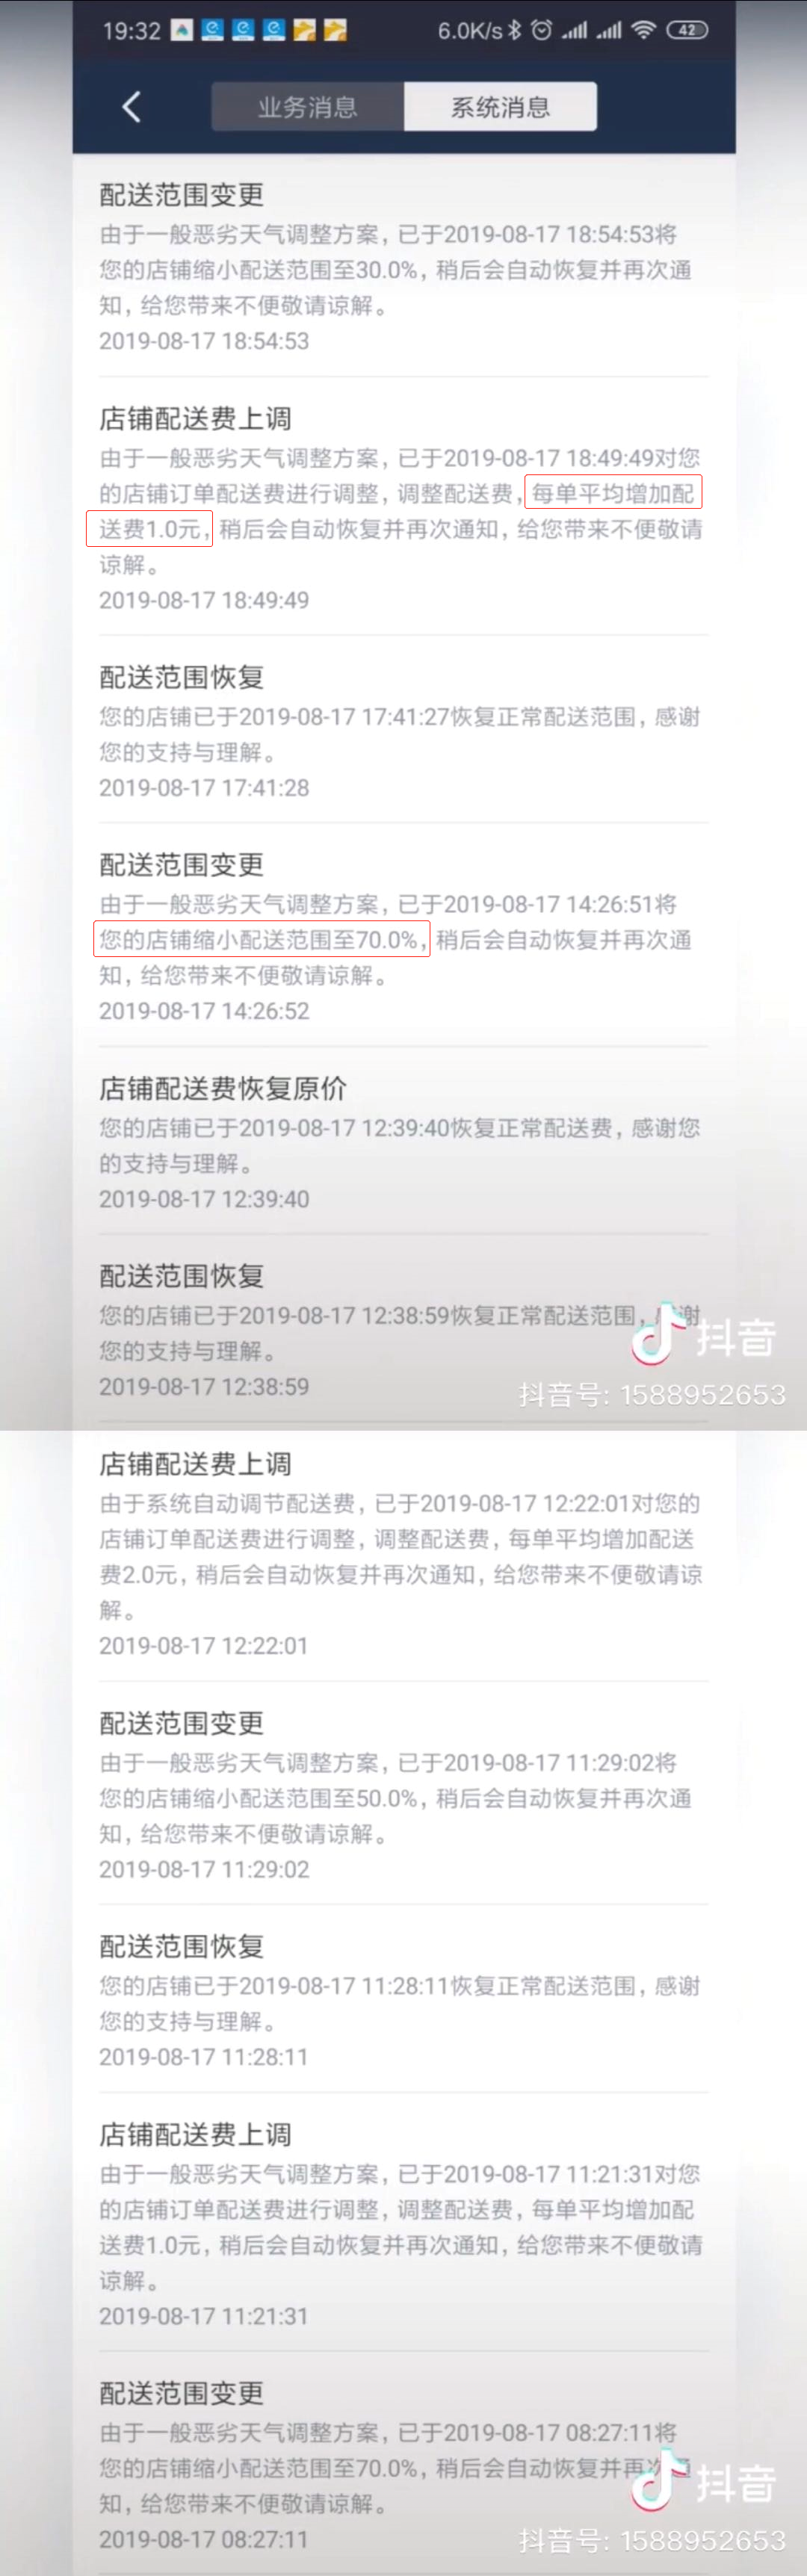 19:32
6.0K/s
42
业务消息
系统消息
配送范围变更
由于一般恶劣天气调整方案，已于2019-08-17 18:54:53将
您的店铺缩小配送范围至30.0%，稍后会自动恢复并再次通
知，给您带来不便敬请谅解。
2019-08-17 18:54:53
店铺配送费上调
由于一般恶劣天气调整方案，已于2019-08-17 18:49:49对您
的店铺订单配送费进行调整，调整配送费，每单平均增加配
送费1.0元，稍后会自动恢复并再次通知，给您带来不便敬请
谅解。
2019-08-17 18:49:49
配送范围恢复
您的店铺已于2019-08-17 17:41:27恢复正常配送范围，感谢
您的支持与理解。
2019-08-17 17:41:28
配送范围变更
由于一般恶劣天气调整方案，已于2019-08-17 14:26:51将
您的店铺缩小配送范围至70.0%，稍后会自动恢复并再次通
知，给您带来不便敬请谅解。
2019-08-17 14:26:52
店铺配送费恢复原价
您的店铺已于2019-08-17 12:39:40恢复正常配送费，感谢您
的支持与理解。
2019-08-17 12:39:40
配送范围恢复
您的店铺已于2019-08-17 12:38:59恢复正常配送范围，感谢
您的支持与理解。
2019-08-17 12:38:59
抖音
抖音号: 1588952653
店铺配送费上调
由于系统自动调节配送费，已于2019-08-17 12:22:01对您的
店铺订单配送费进行调整，调整配送费，每单平均增加配送
费2.0元，稍后会自动恢复并再次通知，给您带来不便敬请谅
解。
2019-08-17 12:22:01
配送范围变更
由于一般恶劣天气调整方案，已于2019-08-17 11:29:02将
您的店铺缩小配送范围至50.0%，稍后会自动恢复并再次通
知，给您带来不便敬请谅解。
2019-08-17 11:29:02
配送范围恢复
您的店铺已于2019-08-17 11:28:11恢复正常配送范围，感谢
您的支持与理解。
2019-08-17 11:28:11
店铺配送费上调
由于一般恶劣天气调整方案，已于2019-08-17 11:21:31对您
的店铺订单配送费进行调整，调整配送费，每单平均增加配
送费1.0元，稍后会自动恢复并再次通知，给您带来不便敬请
谅解。
2019-08-17 11:21:31
配送范围变更
由于一般恶劣天气调整方案，已于2019-08-17 08:27:11将
您的店铺缩小配送范围至70.0%，稍后会自动恢复并再次通
知，给您带来不便敬请谅解。
2019-08-17 08:27:11
抖音
抖音号: 1588952653